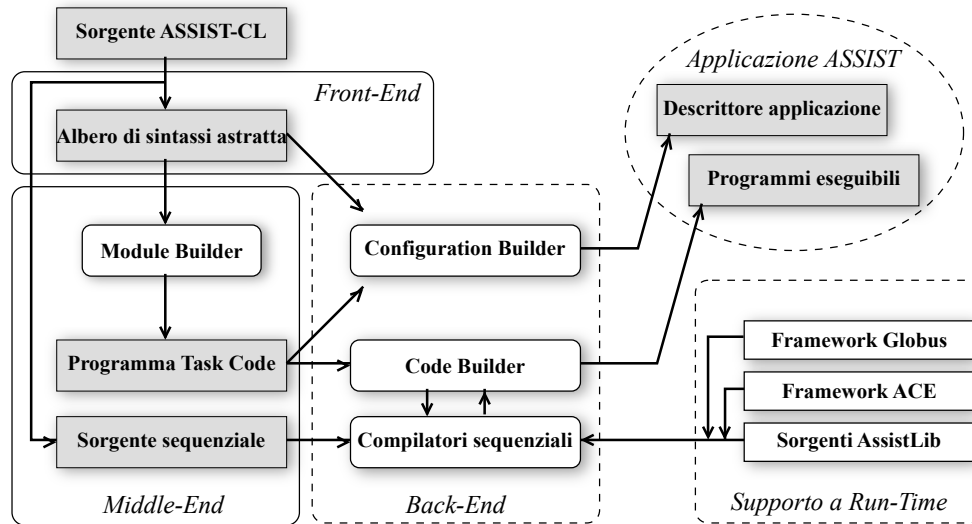 Sorgente ASSIST-CL
Applicazione ASSIST
Front-End
Descrittore applicazione
Albero di sintassi astratta
Programmi eseguibili
Module Builder
Configuration Builder
Framework Globus
Programma Task Code
Code Builder
Framework ACE
Sorgente sequenziale
Compilatori sequenziali
Sorgenti AssistLib
Middle-End
Back-End
Supporto a Run-Time